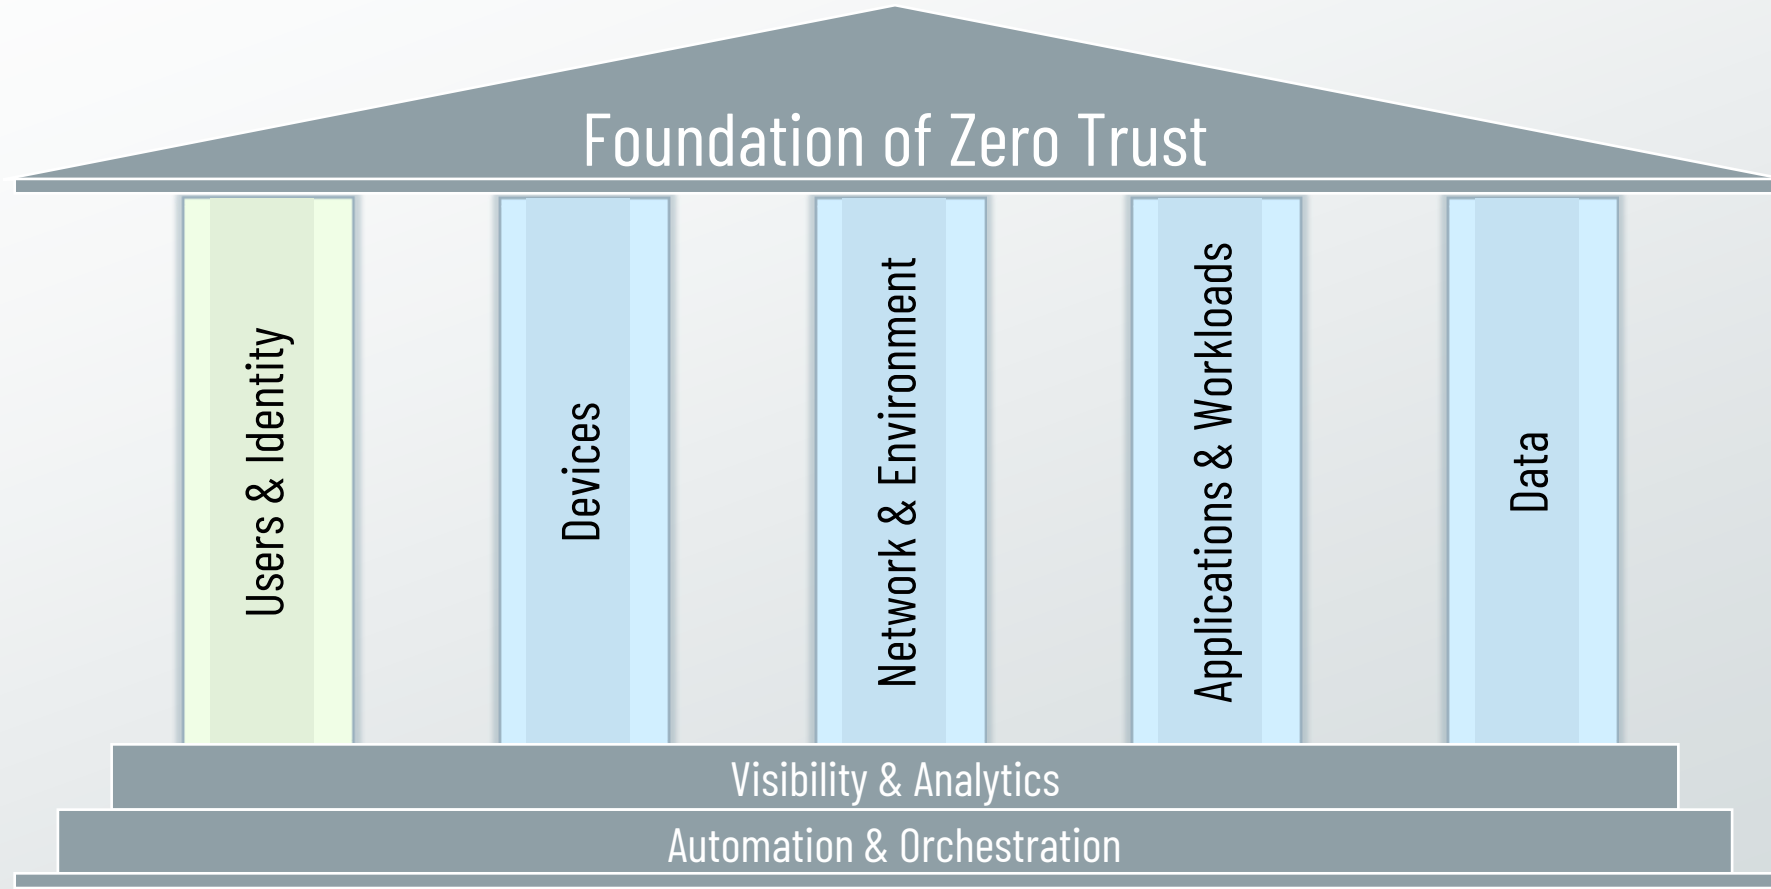 Foundation of Zero Trust
Users & Identity
Devices
Network & Environment
Applications & Workloads
Data
Visibility & Analytics
Automation & Orchestration